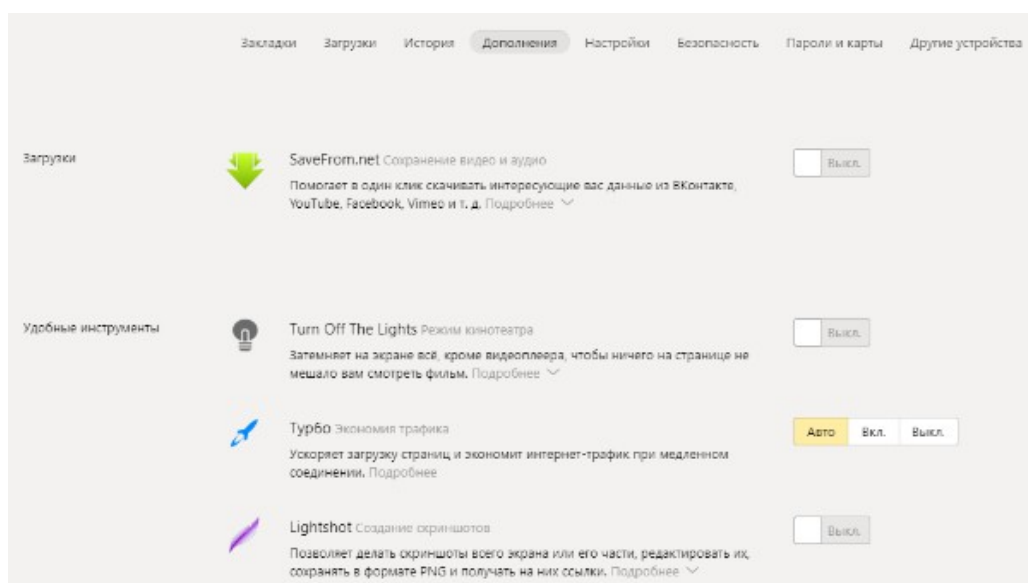 Закладки Загрузки История Дополнения Настройки Безопасность Пароли и карты Другие устройства
Загрузки
SaveFrom.net Сохранение видео и аудио
Выкл.
Помогает в один клик скачивать интересующие вас данные из ВКонтакте,
YouTube, Facebook, Vimeo и т. д. Подробнее
Удобные инструменты
Turn Off The Lights Режим кинотеатра
Выкл.
Затемняет на экране всё, кроме видеоплеера, чтобы ничего на странице не
мешало вам смотреть фильм. Подробнее
Турбо Экономия трафика
Авто Вкл. Выкл.
Ускоряет загрузку страниц и экономит интернет-трафик при медленном
соединении. Подробнее
Lightshot Создание скриншотов
Выкл.
Позволяет делать скриншоты всего экрана или его части, редактировать их,
сохранять в формате PNG и получать на них ссылки. Подробнее